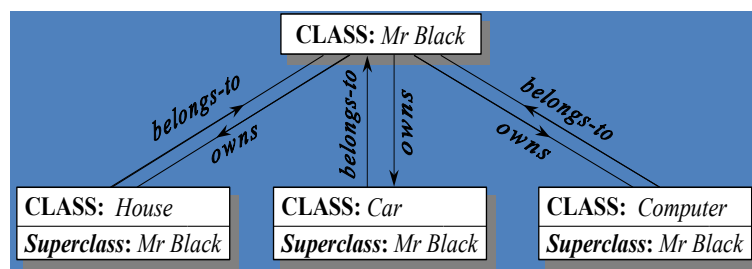 CLASS: Mr Black
belongs-to
owns
belongs-to
owns
belongs-to
owns
CLASS: House
Superclass: Mr Black
CLASS: Car
Superclass: Mr Black
CLASS: Computer
Superclass: Mr Black